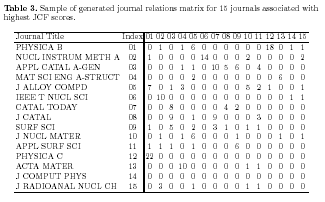 Table 3. Sample of generated journal relations matrix for 15 journals associated with
highest JCF scores.
Journal Title Index 01 02 03 04 05 06 07 08 09 10 11 12 13 14 15
PHYSICA B 01 0 1 0 1 6 0 0 0 0 0 0 18 0 1 1
NUCL INSTRUM METH A 02 1 0 0 0 0 14 0 0 0 2 0 0 0 0 2
APPL CATAL A-GEN 03 0 0 0 1 1 0 10 5 6 0 4 0 0 0 0
MAT SCI ENG A-STRUCT 04 0 0 0 0 2 0 0 0 0 0 0 0 6 0 0
J ALLOY COMPD 05 7 0 1 3 0 0 0 0 0 5 2 1 0 0 1
IEEE T NUCL SCI 06 0 10 0 0 0 0 0 0 0 0 0 0 0 1 1
CATAL TODAY 07 0 0 8 0 0 0 0 4 2 0 0 0 0 0 0
J CATAL 08 0 0 9 0 1 0 9 0 0 0 3 0 0 0 0
SURF SCI 09 1 0 5 0 2 0 3 1 0 1 1 0 0 0 0
J NUCL MATER 10 0 1 0 1 6 0 0 0 1 0 0 0 1 0 1
APPL SURF SCI 11 1 1 1 0 1 0 0 0 6 0 0 0 0 0 0
PHYSICA C 12 22 0 0 0 0 0 0 0 0 0 0 0 0 0 0
ACTA MATER 13 0 0 0 10 0 0 0 0 0 1 1 0 0 0 0
J COMPUT PHYS 14 0 0 0 0 0 0 0 0 0 0 0 0 0 0 0
J RADIOANAL NUCL CH 15 0 3 0 0 1 0 0 0 0 1 1 0 0 0 0